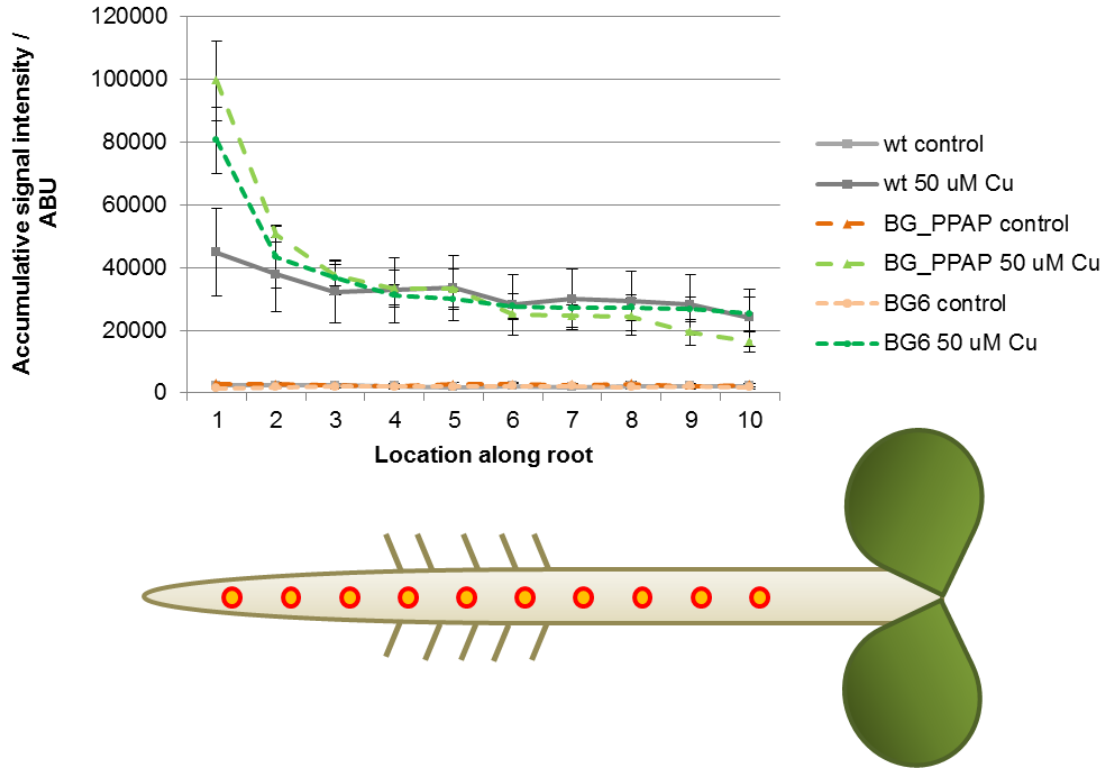 Accumulative signal intensity /
ABU
120000
100000
80000
60000
40000
20000
0
1 2 3 4 5 6 7 8 9 10
Location along root
wt control
wt 50 uM Cu
BG_PPAP control
BG_PPAP 50 uM Cu
BG6 control
BG6 50 uM Cu